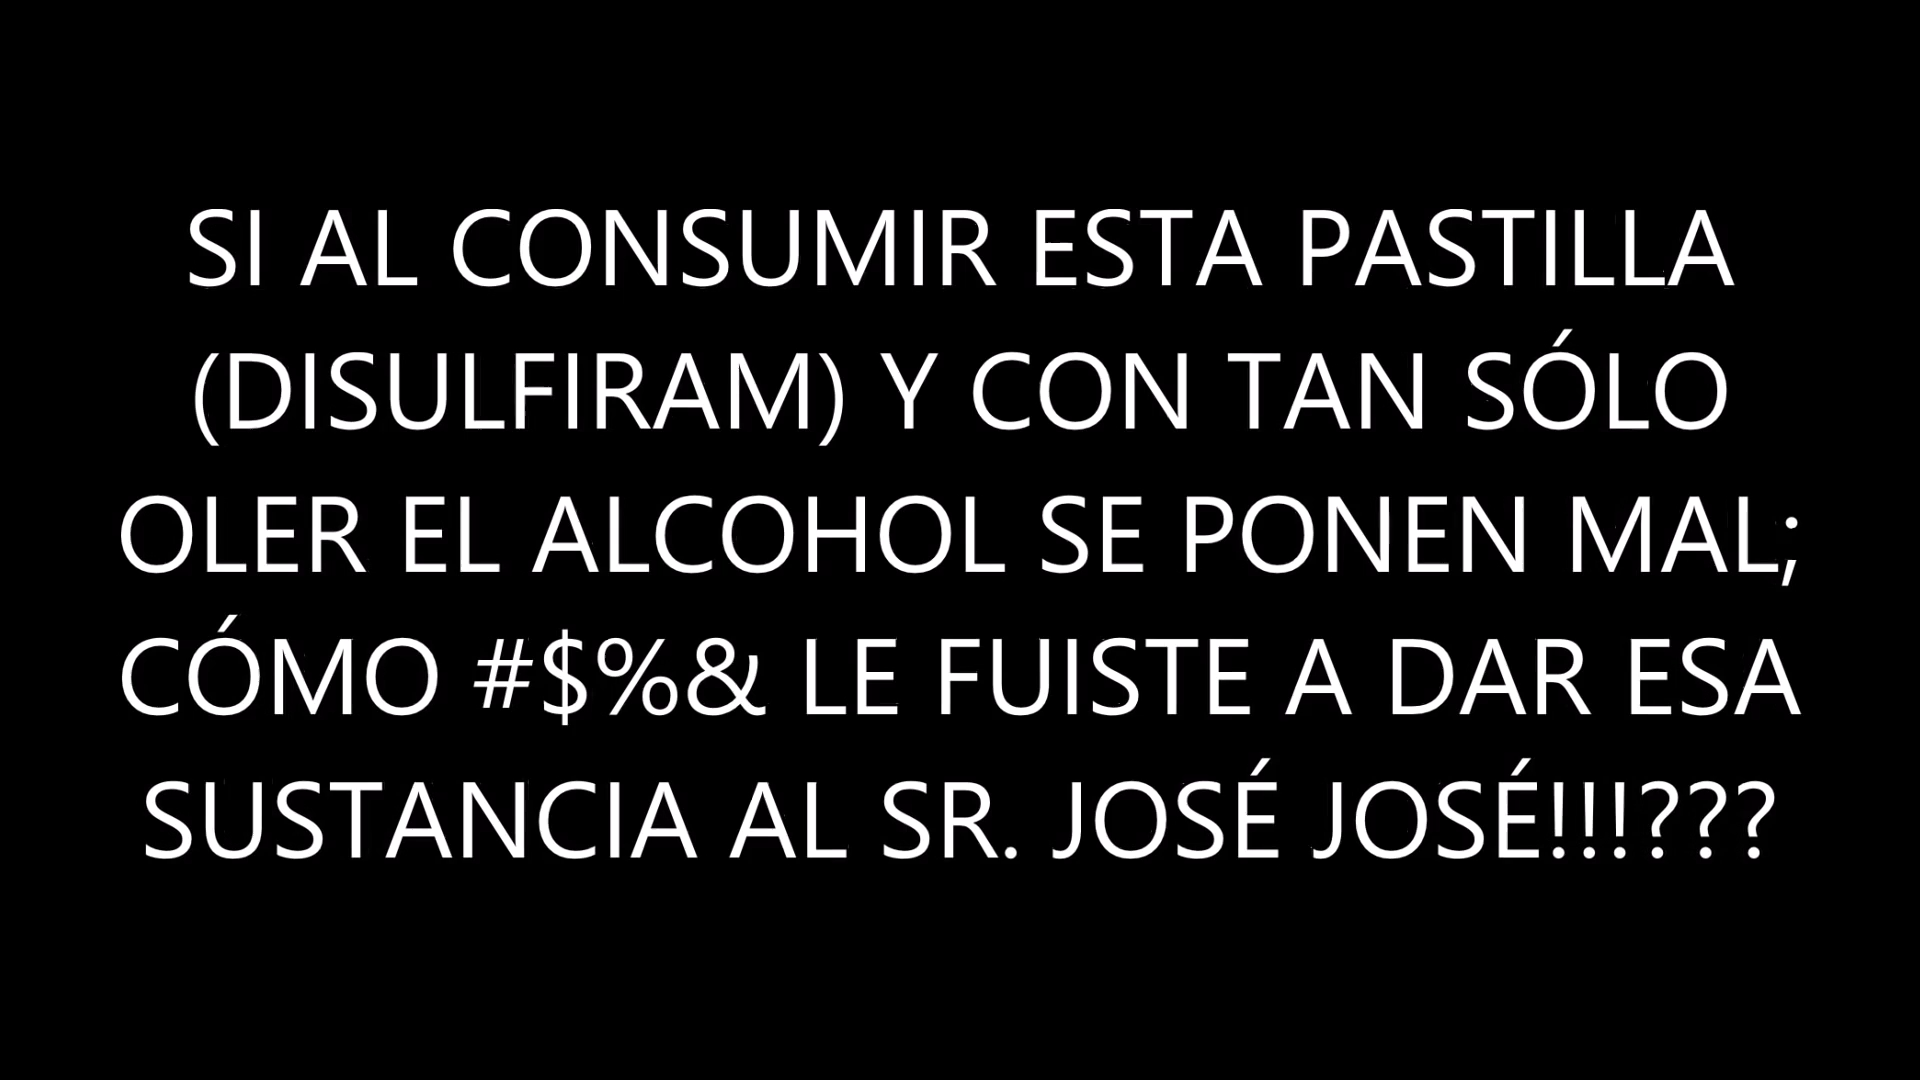 SI AL CONSUMIR ESTA PASTILLA
(DISULFIRAM) Y CON TAN SÓLO
OLER EL ALCOHOL SE PONEN MAL;
CÓMO #$%& LE FUISTE A DAR ESA
SUSTANCIA AL SR. JOSÉ JOSÉ!!!???